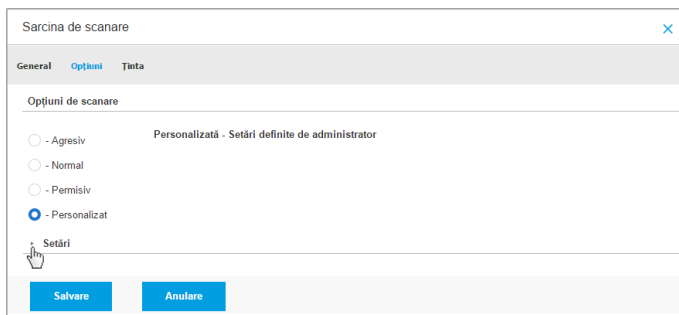 Sarcina de scanare
General Opțiuni Ținta
Opțiuni de scanare
- Agresiv
Personalizată - Setări definite de administrator
- Normal
- Permisiv
- Personalizat
Setări
Salvare Anulare